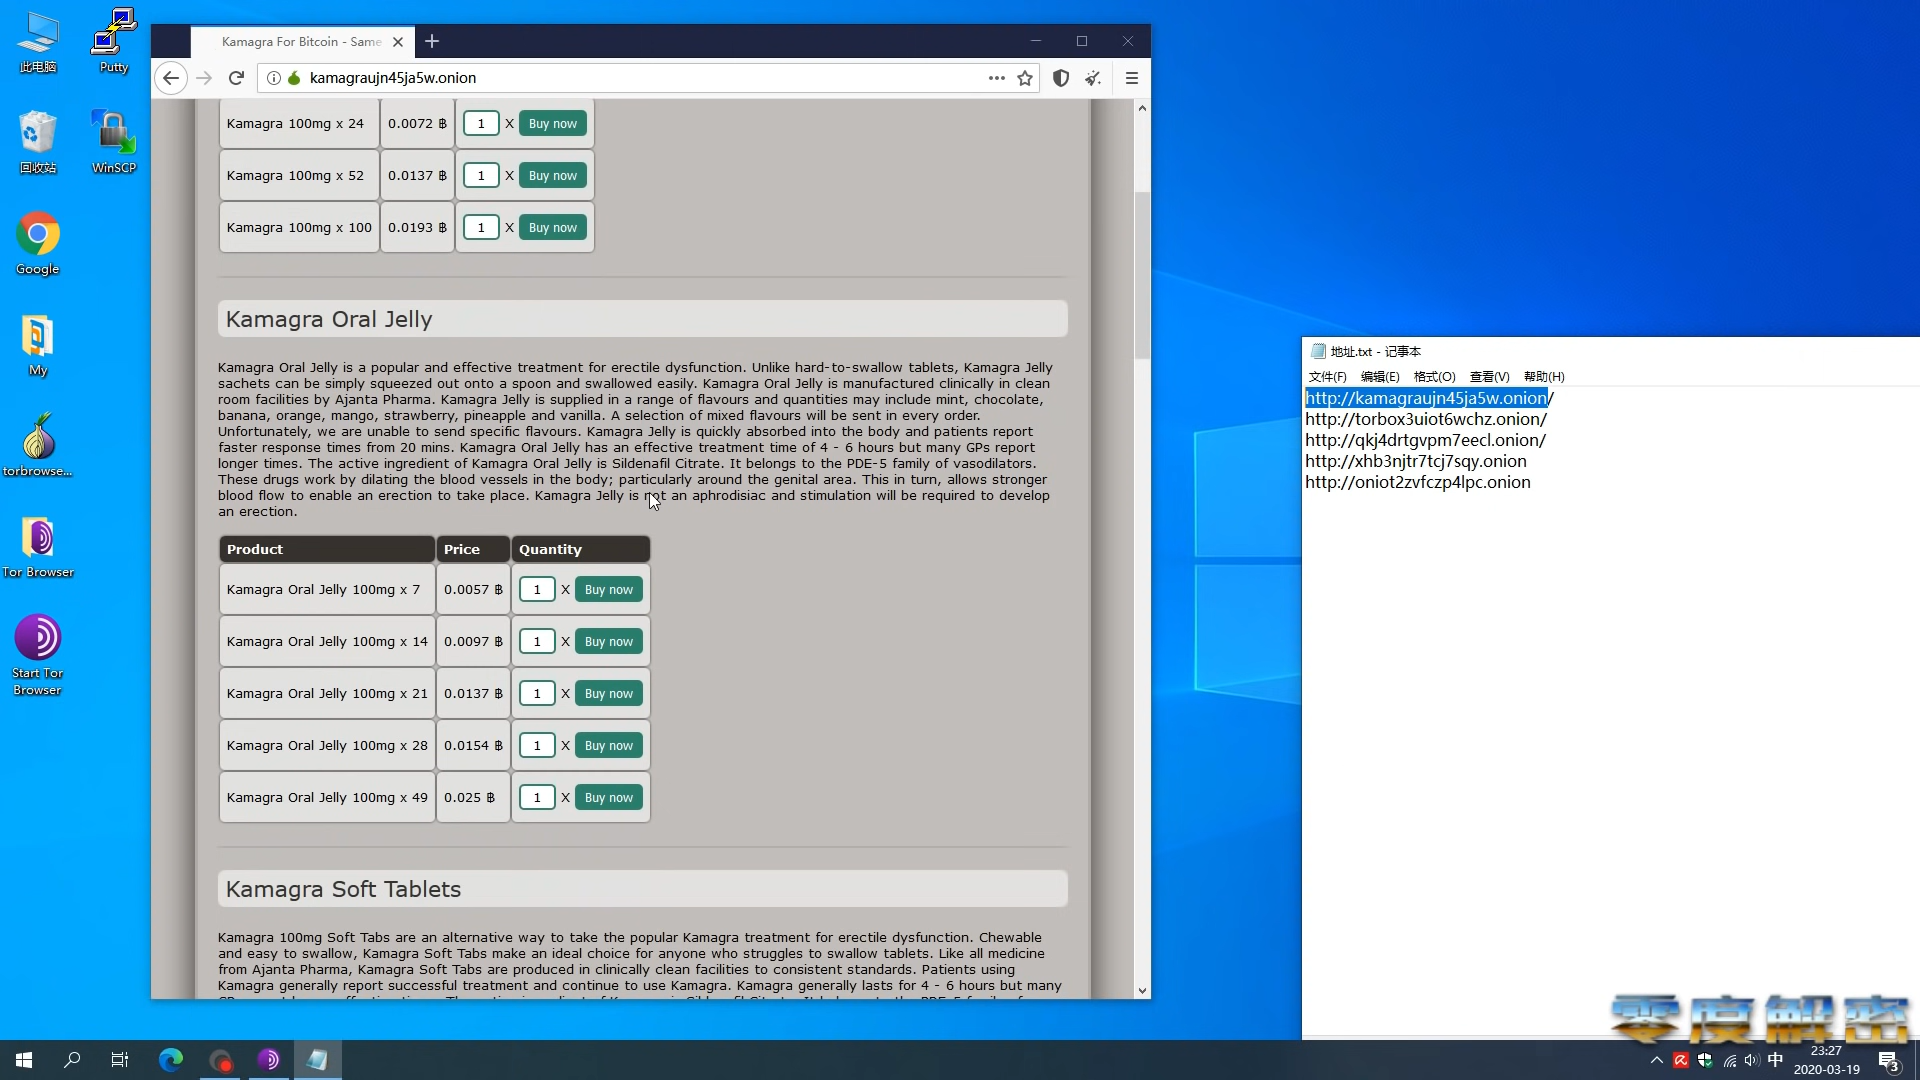 此电脑
Putty
回收站
WinSCP
Google
My
torbrowse...
Tor Browser
Start Tor
Browser
Kamagra For Bitcoin - Same
kamagraujn45ja5w.onion
Kamagra 100mg x 24 0.0072 ฿ 1 X Buy now
Kamagra 100mg x 52 0.0137 ฿ 1 X Buy now
Kamagra 100mg x 100 0.0193 ฿ 1 X Buy now
Kamagra Oral Jelly
Kamagra Oral Jelly is a popular and effective treatment for erectile dysfunction. Unlike hard-to-swallow tablets, Kamagra Jelly
sachets can be simply squeezed out onto a spoon and swallowed easily. Kamagra Oral Jelly is manufactured clinically in clean
room facilities by Ajanta Pharma. Kamagra Jelly is supplied in a range of flavours and quantities may include mint, chocolate,
banana, orange, mango, strawberry, pineapple and vanilla. A selection of mixed flavours will be sent in every order.
Unfortunately, we are unable to send specific flavours. Kamagra Jelly is quickly absorbed into the body and patients report
faster response times from 20 mins. Kamagra Oral Jelly has an effective treatment time of 4 - 6 hours but many GPs report
longer times. The active ingredient of Kamagra Oral Jelly is Sildenafil Citrate. It belongs to the PDE-5 family of vasodilators.
These drugs work by dilating the blood vessels in the body; particularly around the genital area. This in turn, allows stronger
blood flow to enable an erection to take place. Kamagra Jelly is not an aphrodisiac and stimulation will be required to develop
an erection.
Product Price Quantity
Kamagra Oral Jelly 100mg x 7 0.0057 ฿ 1 X Buy now
Kamagra Oral Jelly 100mg x 14 0.0097 ฿ 1 X Buy now
Kamagra Oral Jelly 100mg x 21 0.0137 ฿ 1 X Buy now
Kamagra Oral Jelly 100mg x 28 0.0154 ฿ 1 X Buy now
Kamagra Oral Jelly 100mg x 49 0.025 ฿ 1 X Buy now
Kamagra Soft Tablets
Kamagra 100mg Soft Tabs are an alternative way to take the popular Kamagra treatment for erectile dysfunction. Chewable
and easy to swallow, Kamagra Soft Tabs make an ideal choice for anyone who struggles to swallow tablets. Like all medicine
from Ajanta Pharma, Kamagra Soft Tabs are produced in clinically clean facilities to consistent standards. Patients using
Kamagra generally report successful treatment and continue to use Kamagra. Kamagra generally lasts for 4 - 6 hours but many
地址.txt - 记事本
文件(F) 编辑(E) 格式(O) 查看(V) 帮助(H)
http://kamagraujn45ja5w.onion/
http://torbox3uiot6wchz.onion/
http://qkj4drtgvpm7eecl.onion/
http://xhb3njtr7tcj7sqy.onion
http://oniot2zvfczp4lpc.onion
零度解密
中
23:27
2020-03-19
3